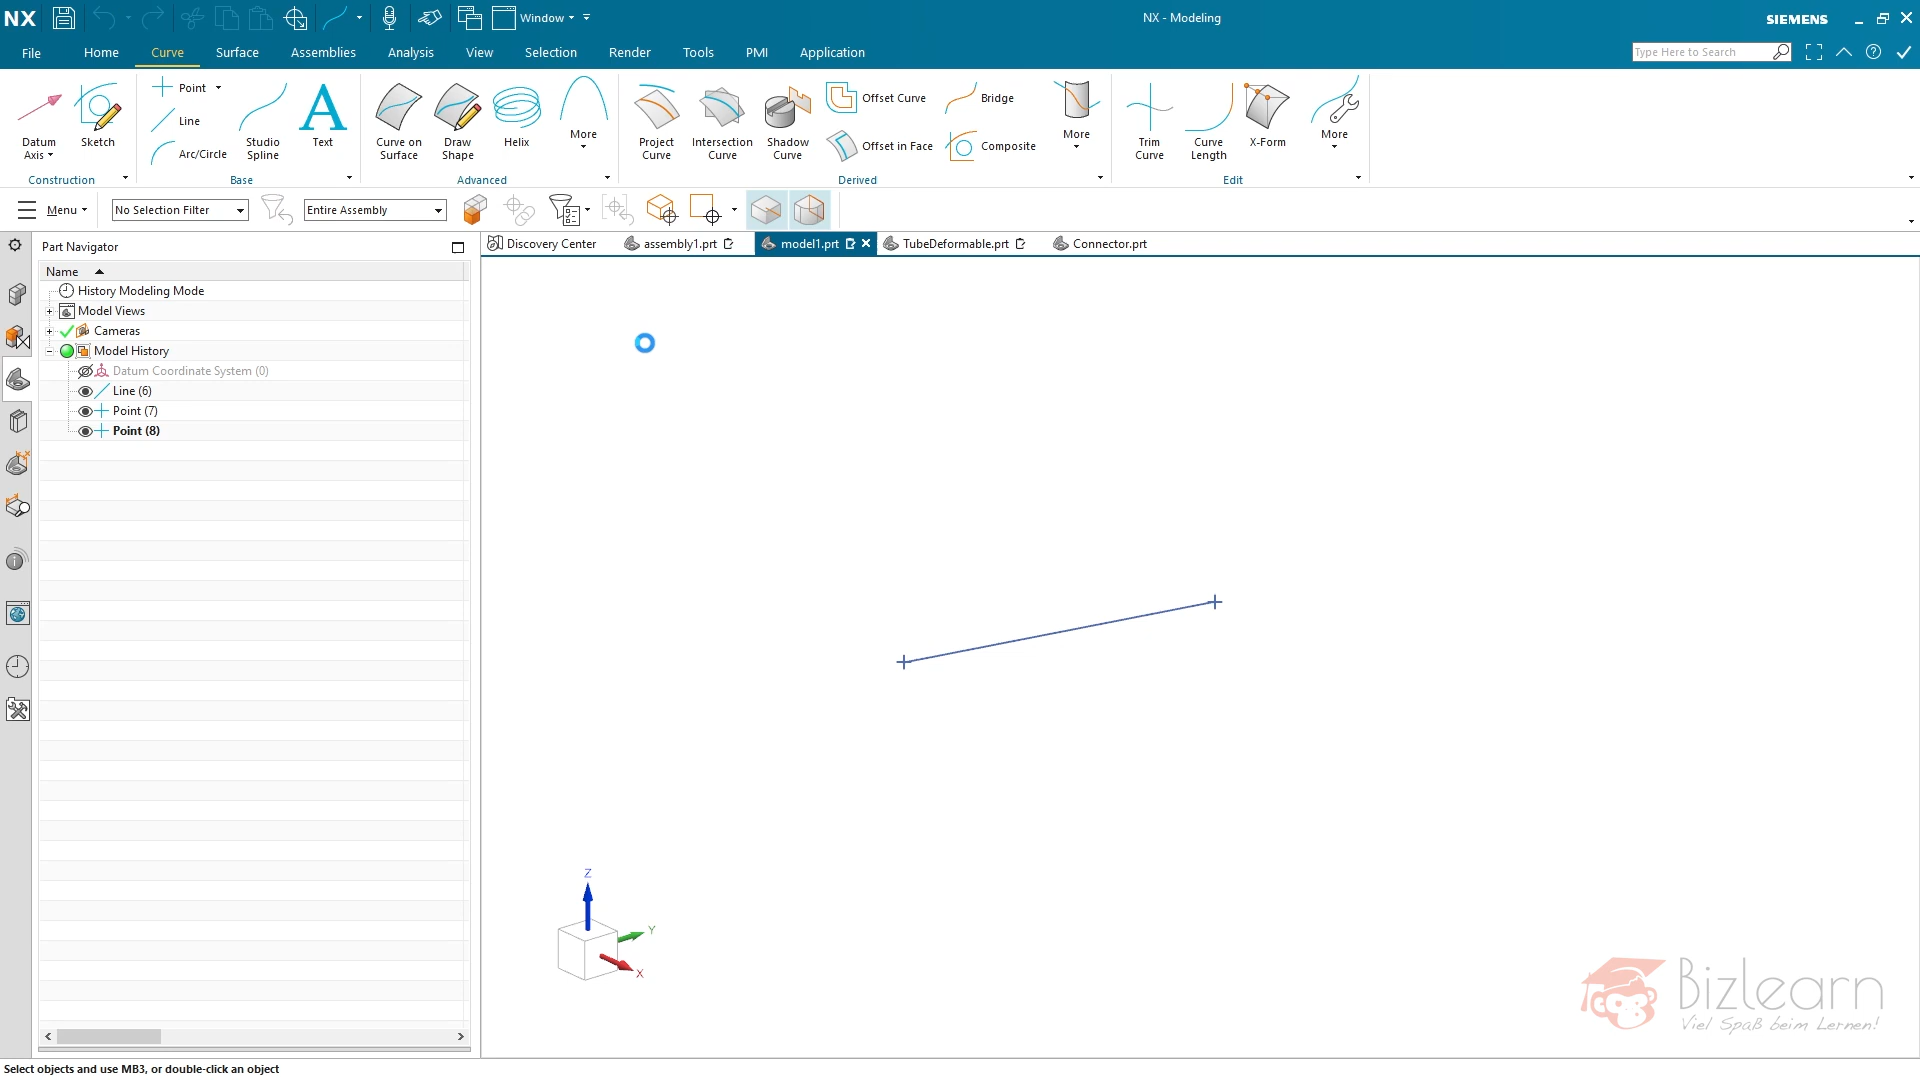 NX
Window
NX - Modeling
SIEMENS
File
Home
Curve
Surface
Assemblies
Analysis
View
Selection
Render
Tools
PMI
Application
Type Here to Search
Datum Axis
Sketch
Point
Line
Arc/Circle
Studio Spline
Text
Curve on Surface
Draw Shape
Helix
More
Project Curve
Intersection Curve
Shadow Curve
Offset Curve
Offset in Face
Bridge
Composite
More
Trim Curve
Curve Length
X-Form
More
Construction
Base
Advanced
Derived
Edit
Menu
No Selection Filter
Entire Assembly
Part Navigator
Discovery Center
assembly1.prt
model1.prt
TubeDeformable.prt
Connector.prt
Name
History Modeling Mode
Model Views
Cameras
Model History
Datum Coordinate System (0)
Line (6)
Point (7)
Point (8)
Z
Y
X
Bizlearn
Viel Spaß beim Lernen!
Select objects and use MB3, or double-click an object